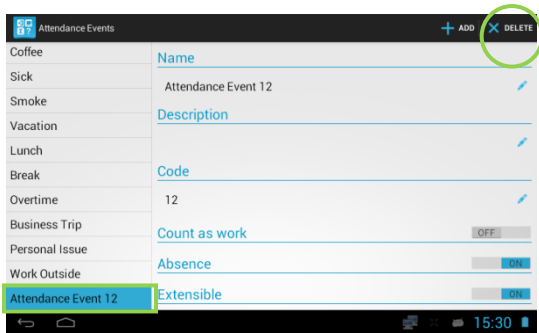 Attendance Events
ADD
DELETE
Coffee
Sick
Smoke
Vacation
Lunch
Break
Overtime
Business Trip
Personal Issue
Work Outside
Attendance Event 12
Name
Attendance Event 12
Description
Code
12
Count as work OFF
Absence ON
Extensible ON
15:30